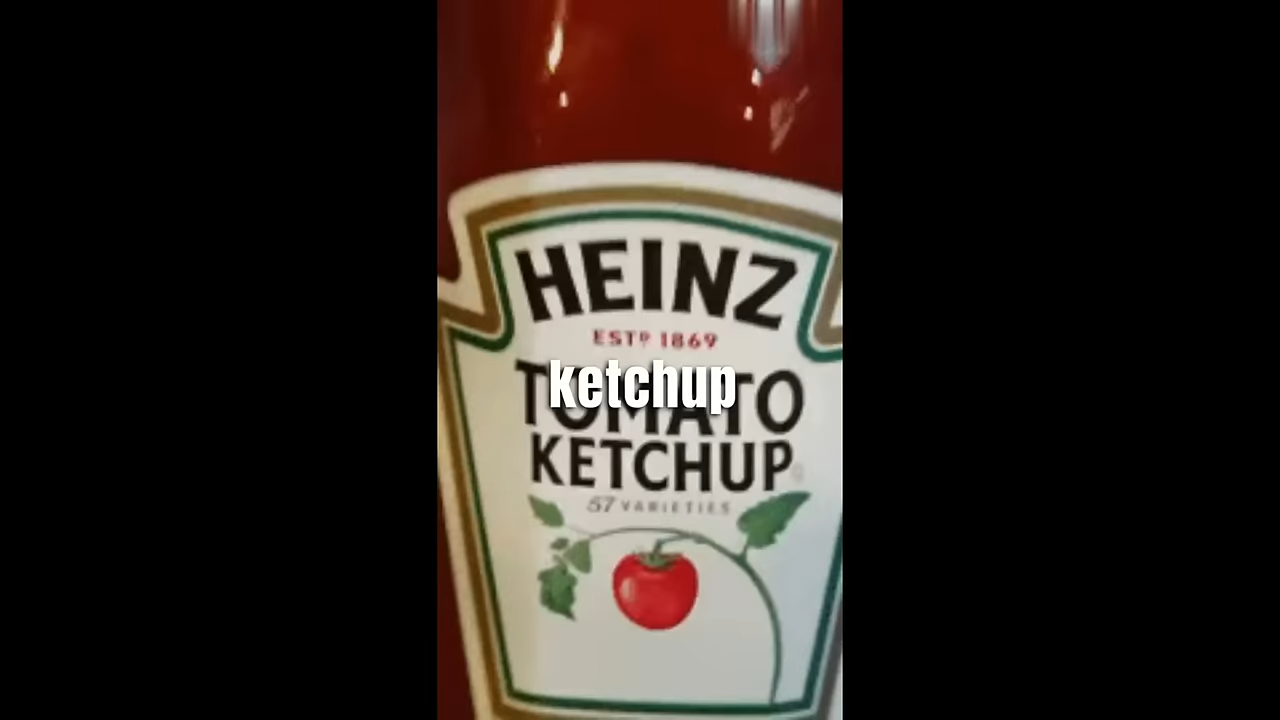 HEINZ
ESTD 1869
TOMATO
ketchup
KETCHUP
57 VARIETIES